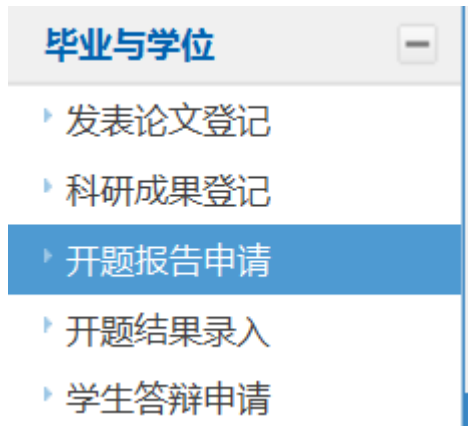 毕业与学位
发表论文登记
科研成果登记
开题报告申请
开题结果录入
学生答辩申请